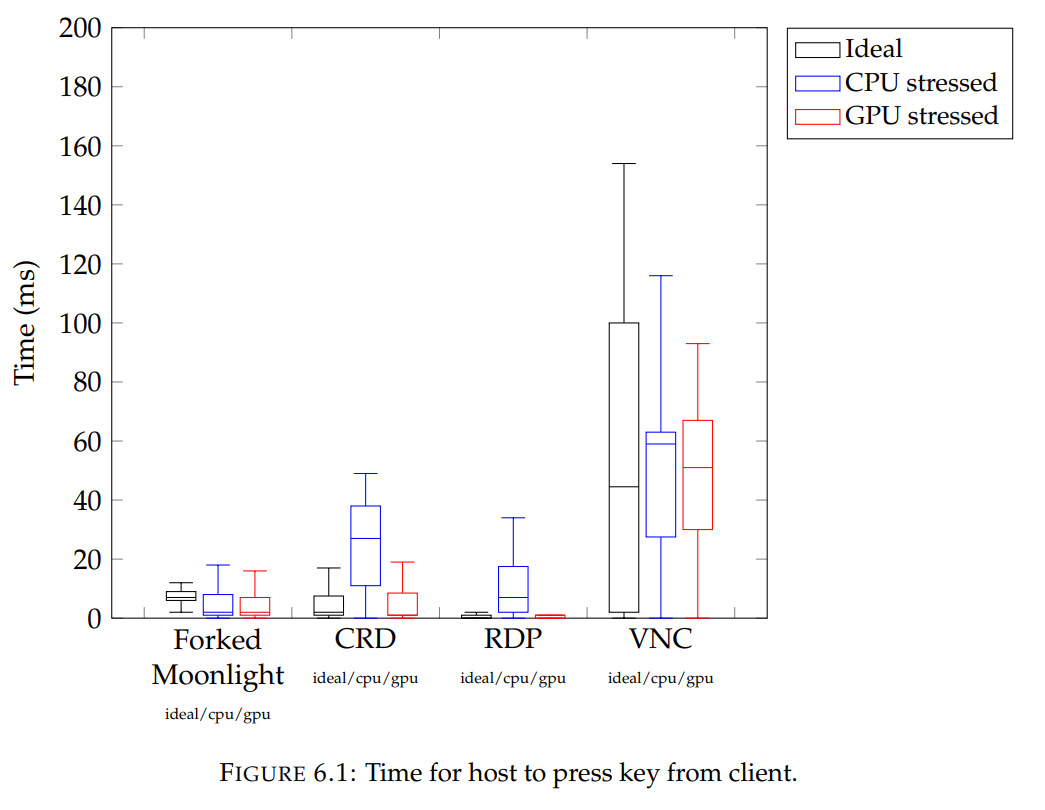 200
180
160
140
120
100
80
60
40
20
0
Time (ms)
Ideal
CPU stressed
GPU stressed
Forked
Moonlight
ideal/cpu/gpu
CRD
ideal/cpu/gpu
RDP
ideal/cpu/gpu
VNC
ideal/cpu/gpu
FIGURE 6.1: Time for host to press key from client.